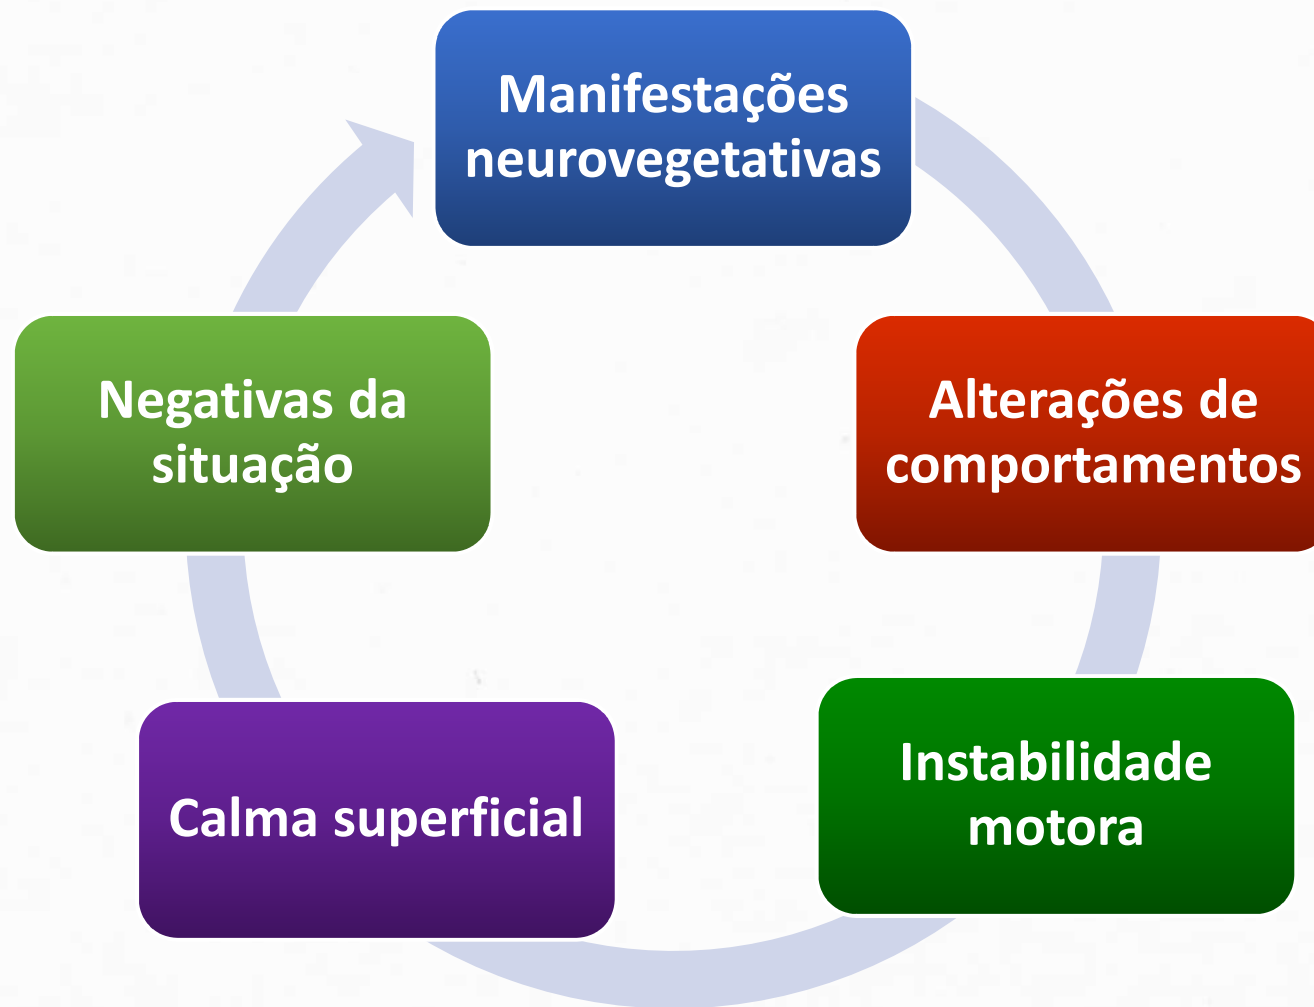 Manifestações
neurovegetativas
Alterações de
comportamentos
Instabilidade
motora
Calma superficial
Negativas da
situação